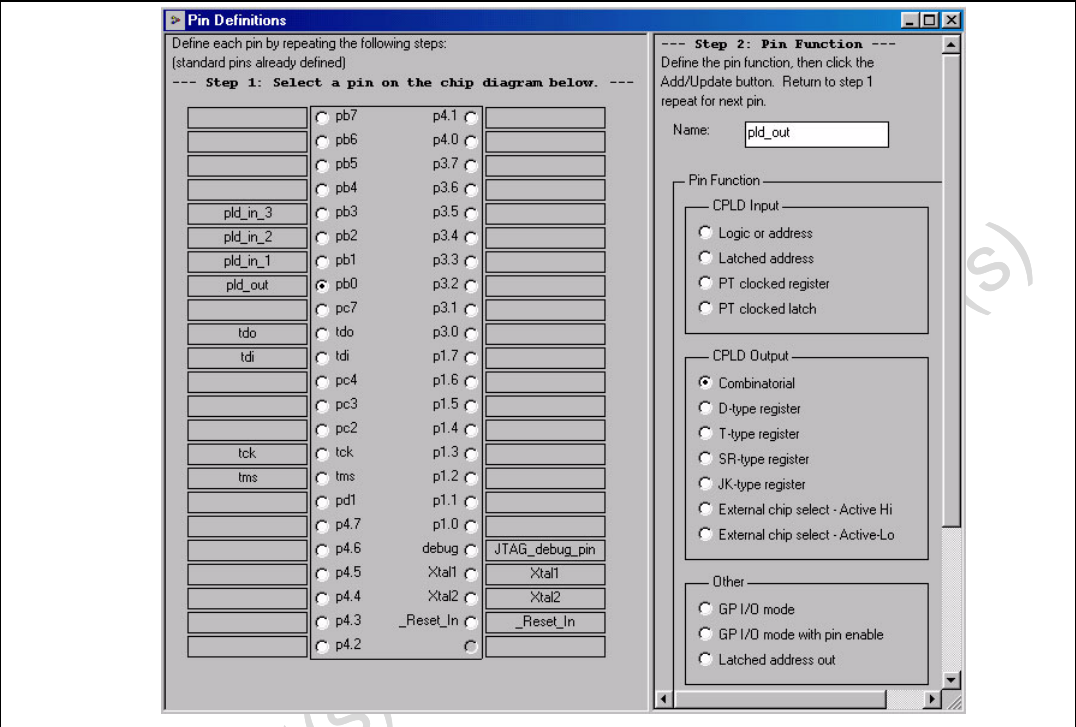 Pin Definitions
Define each pin by repeating the following steps:
(standard pins already defined)
--- Step 1: Select a pin on the chip diagram below. ---
pb7 p4.1
pb6 p4.0
pb5 p3.7
pb4 p3.6
pld_in_3 pb3 p3.5
pld_in_2 pb2 p3.4
pld_in_1 pb1 p3.3
pld_out pb0 p3.2
pc7 p3.1
tdo tdo p3.0
tdi tdi p1.7
pc4 p1.6
pc3 p1.5
pc2 p1.4
tck tck p1.3
tms tms p1.2
pd1 p1.1
p4.7 p1.0
p4.6 debug JTAG_debug_pin
p4.5 Xtal1 Xtal1
p4.4 Xtal2 Xtal2
p4.3 _Reset_In _Reset_In
p4.2
--- Step 2: Pin Function ---
Define the pin function, then click the
Add/Update button. Return to step 1
repeat for next pin.
Name: pld_out
Pin Function
CPLD Input
Logic or address
Latched address
PT clocked register
PT clocked latch
CPLD Output
Combinatorial
D-type register
T-type register
SR-type register
JK-type register
External chip select - Active Hi
External chip select - Active-Lo
Other
GP I/O mode
GP I/O mode with pin enable
Latched address out
(s)
(s)